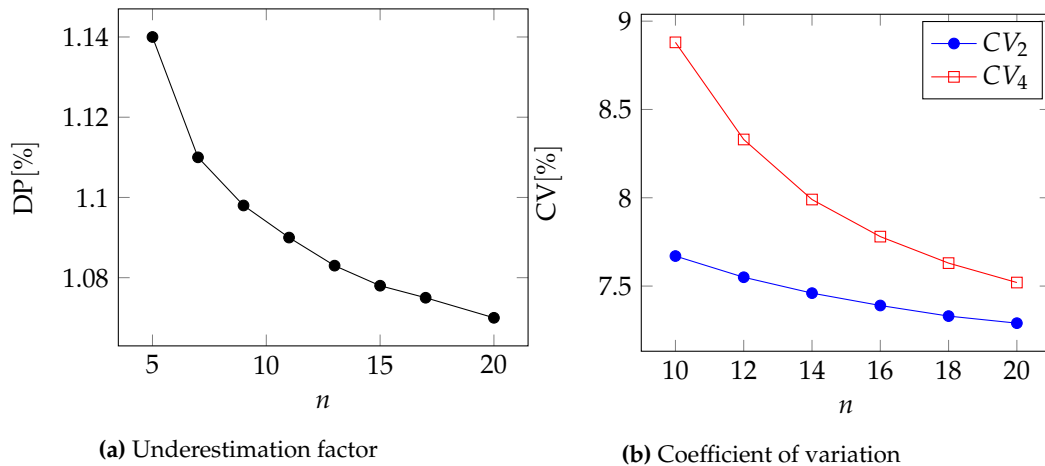 1.14
1.12
1.1
1.08
DP[%]
5
10
15
20
n
(a) Underestimation factor
9
8.5
8
7.5
CV[%]
10
12
14
16
18
20
n
CV₂
CV₄
(b) Coefficient of variation